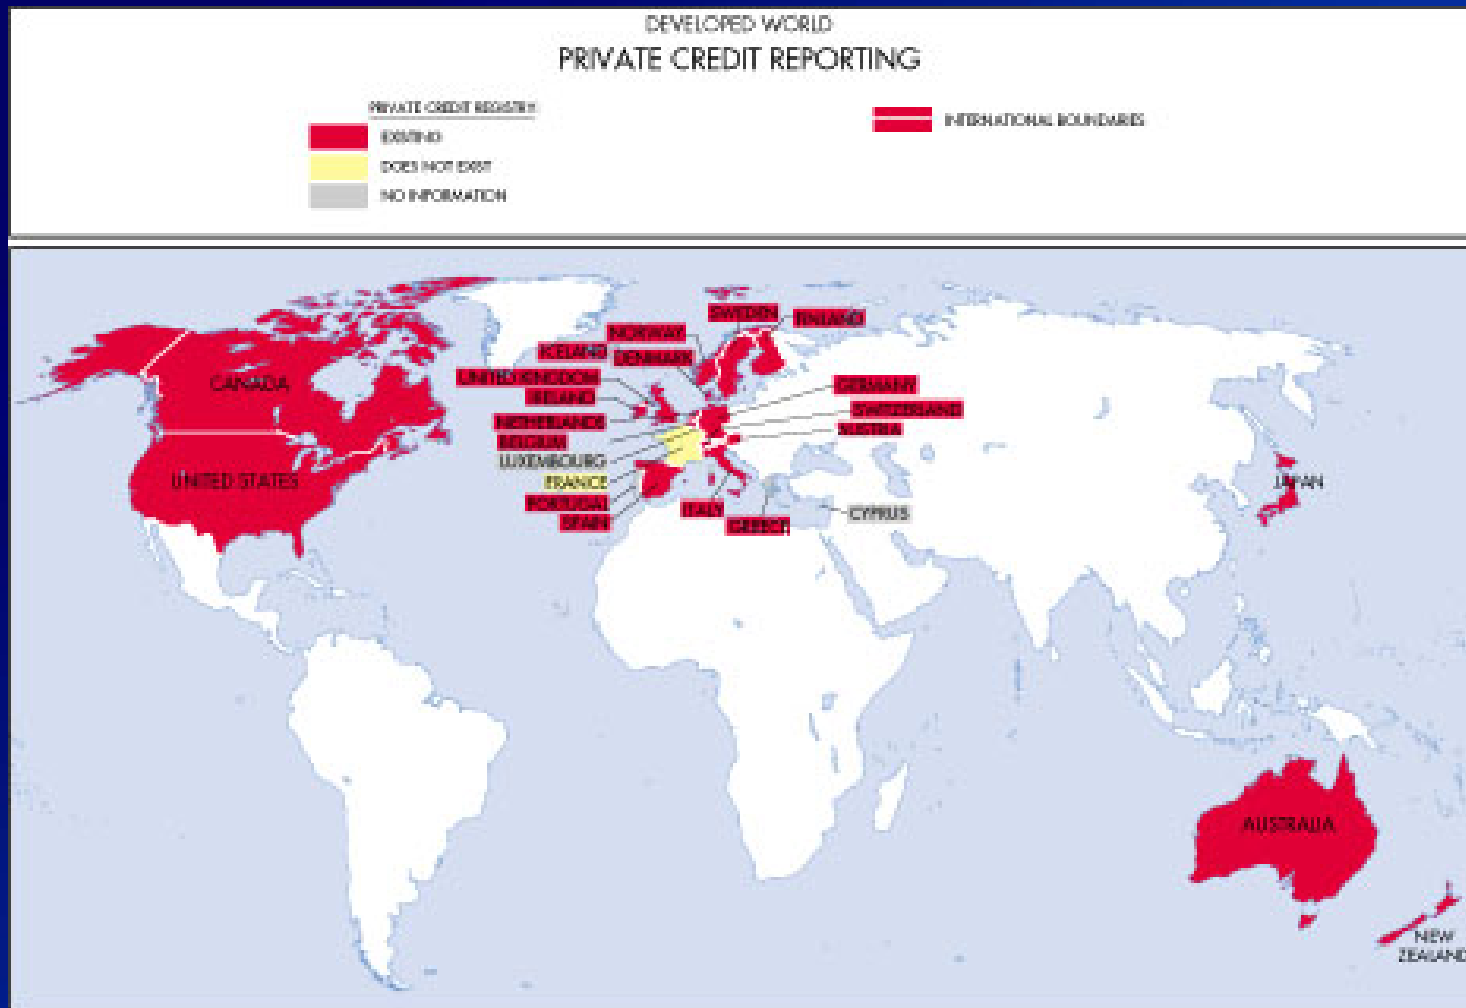 DEVELOPED WORLD
PRIVATE CREDIT REPORTING
PRIVATE CREDIT REGISTRY
EXISTING
DOES NOT EXIST
NO INFORMATION
INTERNATIONAL BOUNDARIES
SWEDEN
FINLAND
NORWAY
ICELAND
DENMARK
UNITED KINGDOM
IRELAND
NETHERLANDS
BELGIUM
LUXEMBOURG
FRANCE
PORTUGAL
SPAIN
ITALY
GREECE
CYPRUS
GERMANY
SWITZERLAND
AUSTRIA
CANADA
UNITED STATES
JAPAN
AUSTRALIA
NEW
ZEALAND